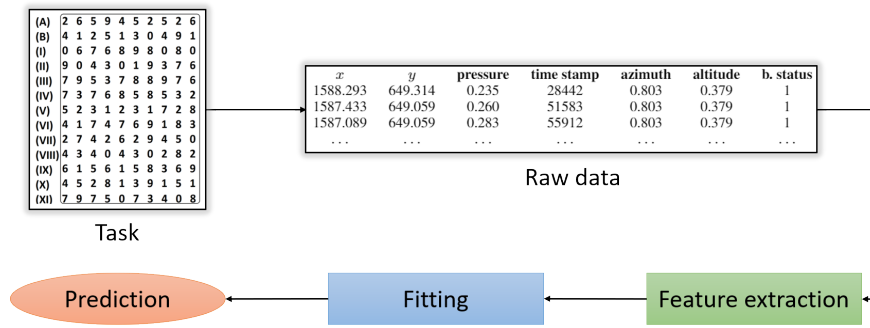 (A) 2 6 5 9 4 5 2 5 2 6
(B) 4 1 2 5 1 3 0 4 9 1
(I) 0 6 7 6 8 9 8 0 8 0
(II) 9 0 4 3 0 1 9 3 7 6
(III) 7 9 5 3 7 8 8 9 7 6
(IV) 7 3 7 6 8 5 8 5 3 2
(V) 5 2 3 1 2 3 1 7 2 8
(VI) 4 1 7 4 7 6 9 1 8 3
(VII) 2 7 4 2 6 2 9 4 5 0
(VIII) 4 3 4 0 4 3 0 2 8 2
(IX) 6 1 5 6 1 5 8 3 6 9
(X) 4 5 2 8 1 3 9 1 5 1
(XI) 7 9 7 5 0 7 3 4 0 8
Task
x y pressure time stamp azimuth altitude b. status
1588.293 649.314 0.235 28442 0.803 0.379 1
1587.433 649.059 0.260 51583 0.803 0.379 1
1587.089 649.059 0.283 55912 0.803 0.379 1
... ... ... ... ... ... ...
Raw data
Prediction Fitting Feature extraction